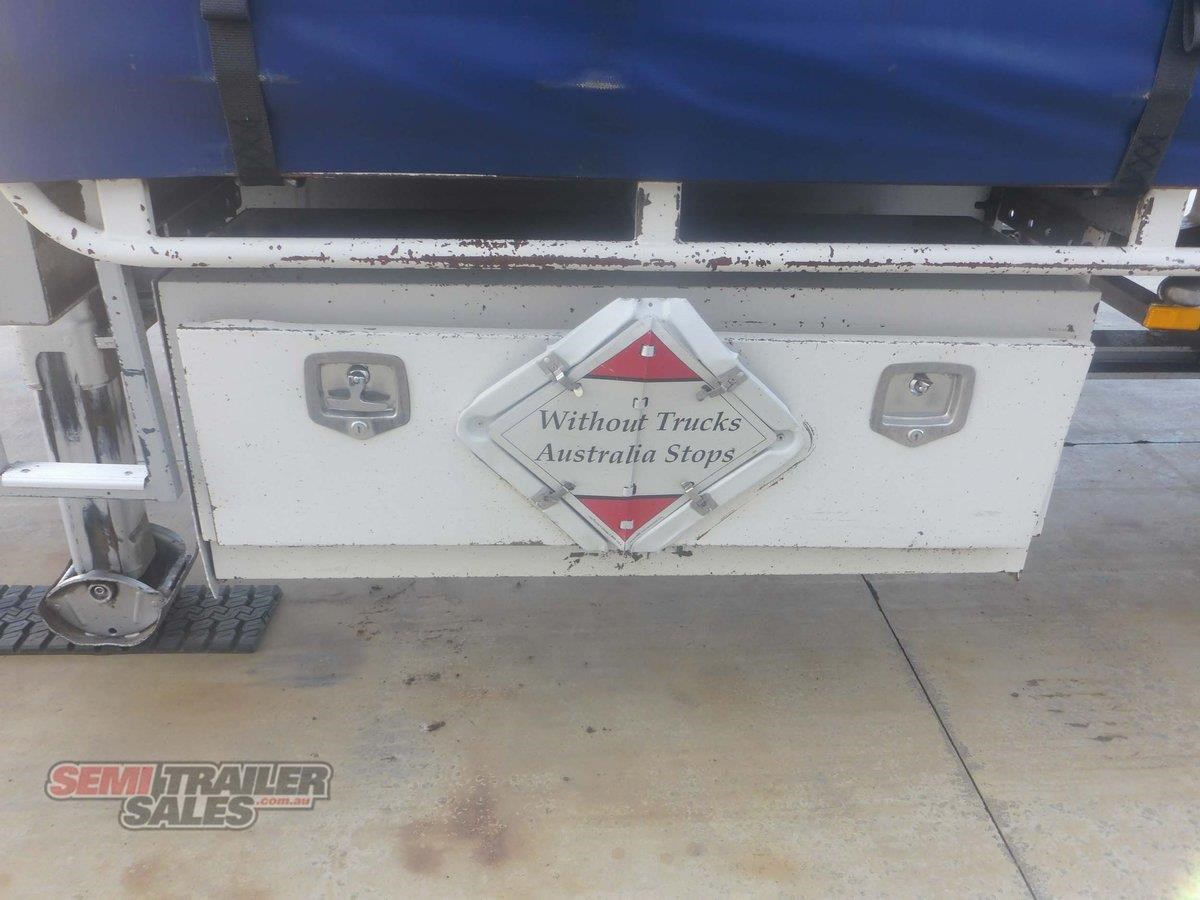 Without Trucks
Australia Stops
SEMI TRAILER
SALES .com.au